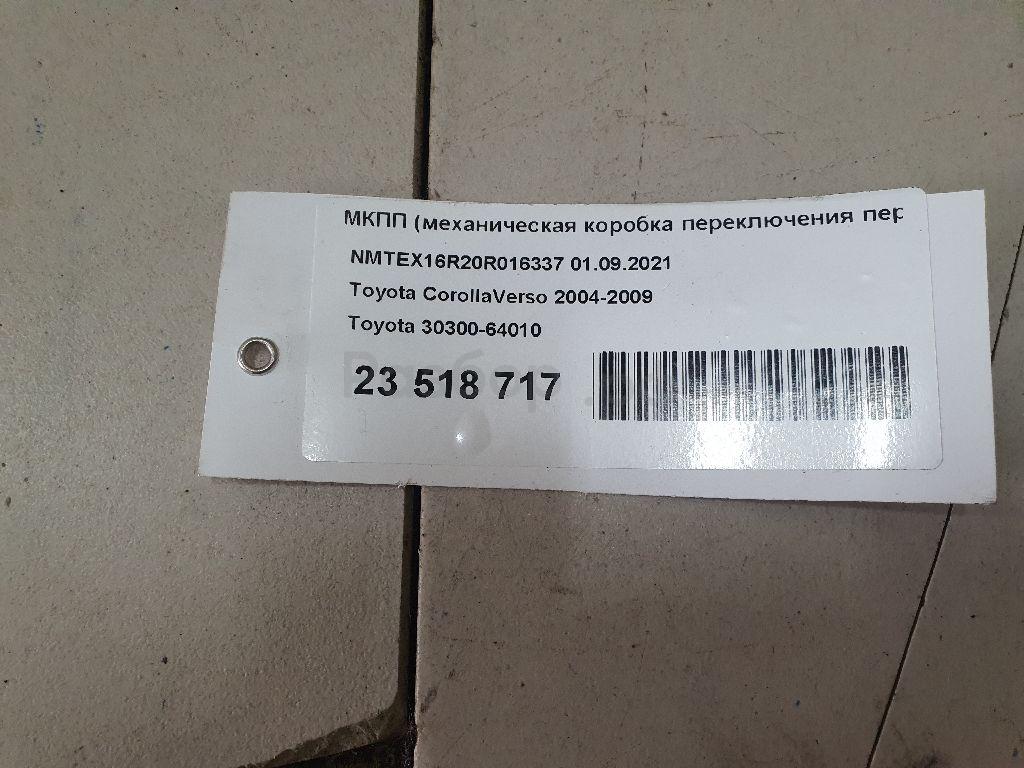 МКПП (механическая коробка переключения пер
NMTEX16R20R016337 01.09.2021
Toyota CorollaVerso 2004-2009
Toyota 30300-64010
23 518 717